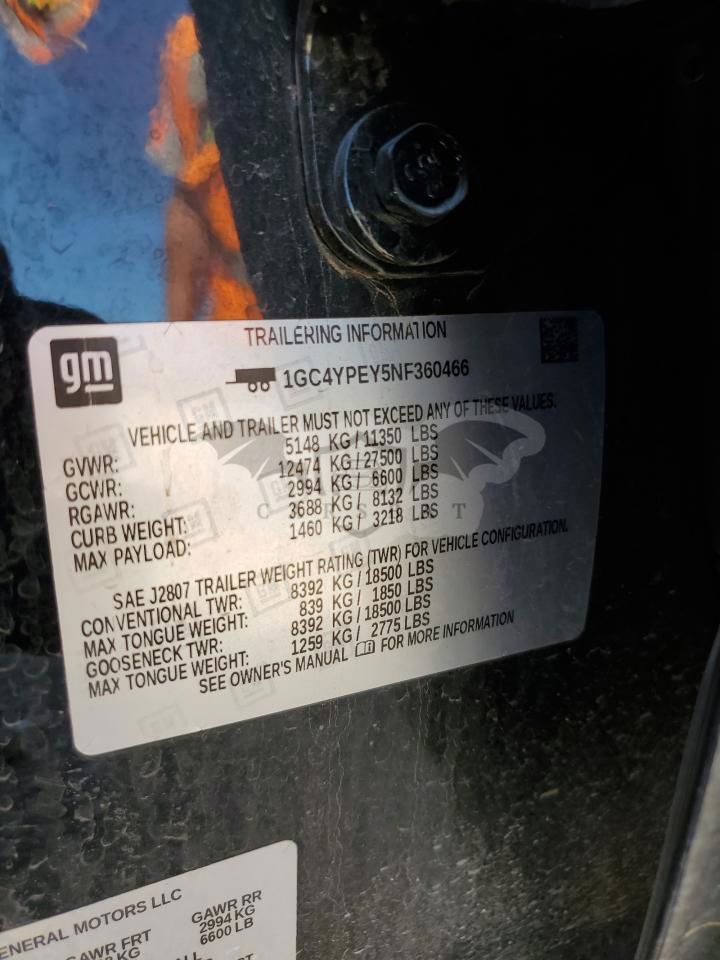 gm
TRAILERING INFORMATION
1GC4YPEY5NF360466
VEHICLE AND TRAILER MUST NOT EXCEED ANY OF THESE VALUES.
GVWR: 5148 KG / 11350 LBS
GCWR: 12474 KG / 27500 LBS
RGAWR: 2994 KG / 6600 LBS
CURB WEIGHT: 3688 KG / 8132 LBS
MAX PAYLOAD: 1460 KG / 3218 LBS
SAE J2807 TRAILER WEIGHT RATING (TWR) FOR VEHICLE CONFIGURATION.
CONVENTIONAL TWR: 8392 KG / 18500 LBS
MAX TONGUE WEIGHT: 839 KG / 1850 LBS
GOOSENECK TWR: 8392 KG / 18500 LBS
MAX TONGUE WEIGHT: 1259 KG / 2775 LBS
SEE OWNER'S MANUAL FOR MORE INFORMATION
ENERAL MOTORS LLC
GAWR FRT GAWR RR
KG 2994 KG
6600 LB